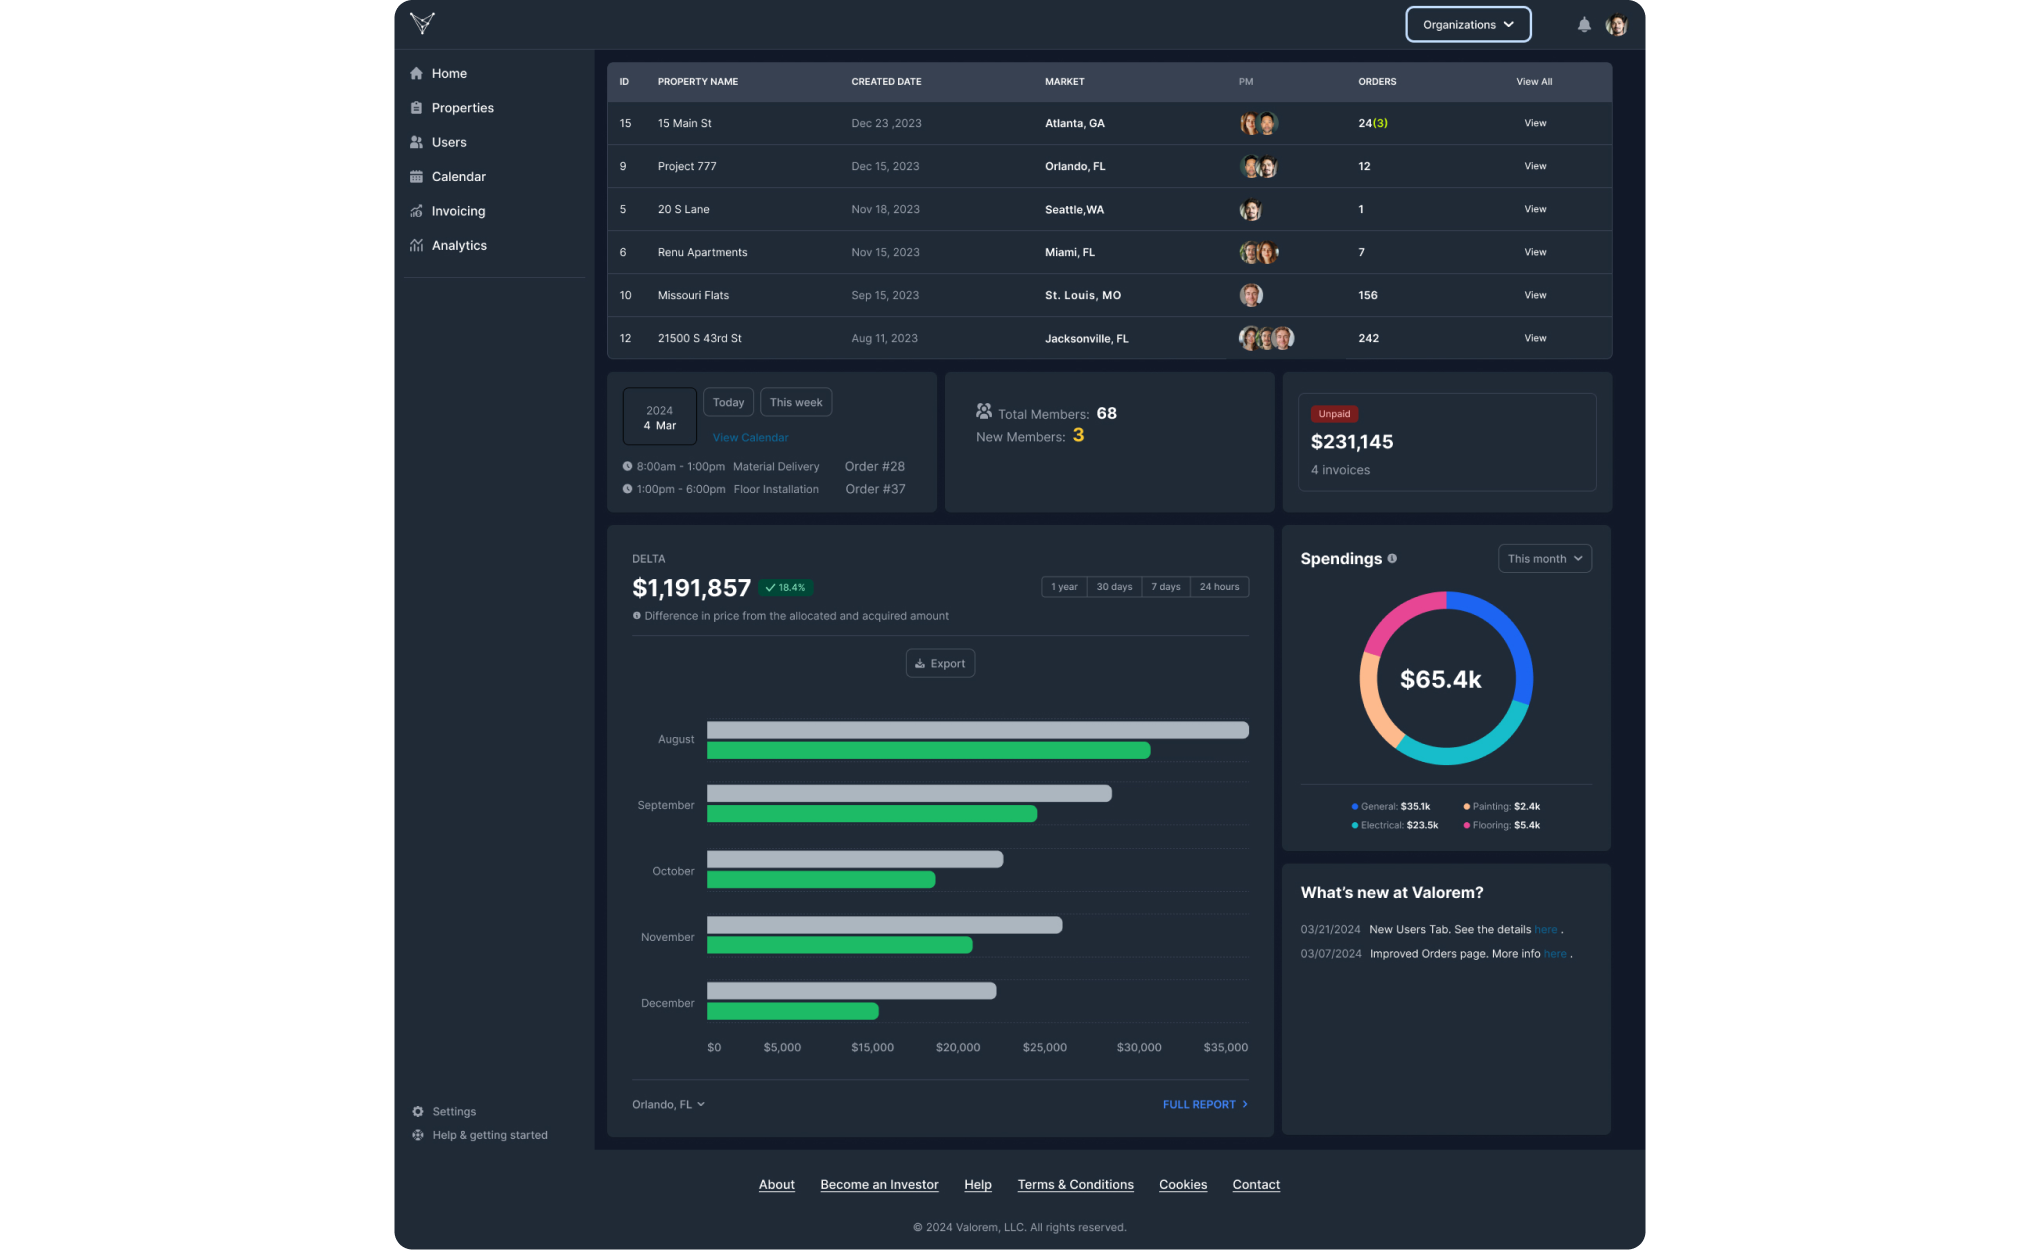 Organizations
Home
Properties
Users
Calendar
Invoicing
Analytics
ID PROPERTY NAME CREATED DATE MARKET PM ORDERS View All
15 15 Main St Dec 23 ,2023 Atlanta, GA 24(3) View
9 Project 777 Dec 15, 2023 Orlando, FL 12 View
5 20 S Lane Nov 18, 2023 Seattle,WA 1 View
6 Renu Apartments Nov 15, 2023 Miami, FL 7 View
10 Missouri Flats Sep 15, 2023 St. Louis, MO 156 View
12 21500 S 43rd St Aug 11, 2023 Jacksonville, FL 242 View
2024
4 Mar
Today This week
View Calendar
8:00am - 1:00pm Material Delivery Order #28
1:00pm - 6:00pm Floor Installation Order #37
Total Members: 68
New Members: 3
Unpaid
$231,145
4 invoices
DELTA
$1,191,857 18.4%
1 year 30 days 7 days 24 hours
Difference in price from the allocated and acquired amount
Export
August
September
October
November
December
$0 $5,000 $15,000 $20,000 $25,000 $30,000 $35,000
Orlando, FL FULL REPORT
Spendings This month
$65.4k
General: $35.1k Painting: $2.4k
Electrical: $23.5k Flooring: $5.4k
What's new at Valorem?
03/21/2024 New Users Tab. See the details here .
03/07/2024 Improved Orders page. More info here .
Settings
Help & getting started
About Become an Investor Help Terms & Conditions Cookies Contact
© 2024 Valorem, LLC. All rights reserved.